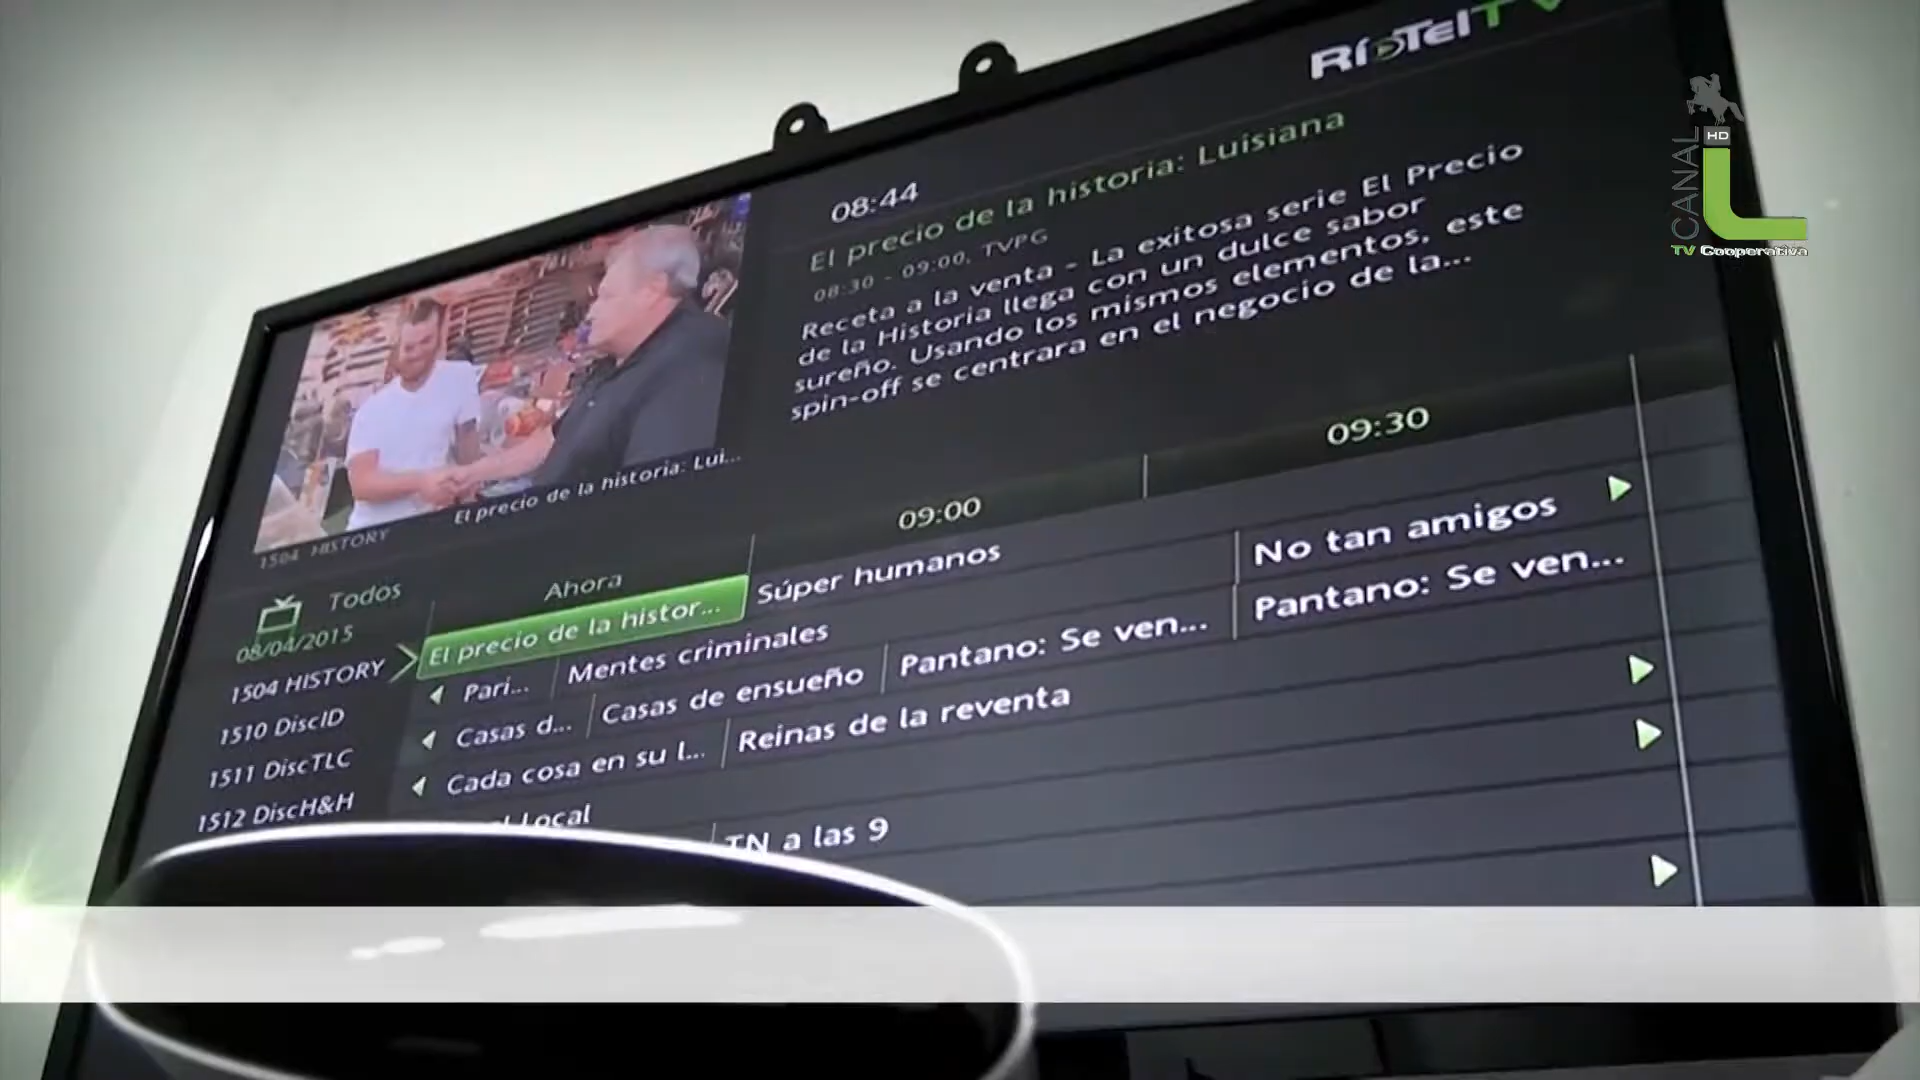 RíoTel TV
CANAL L HD
TV Cooperativa
08:44
El precio de la historia: Luisiana
08:30 - 09:00, TVPG
Receta a la venta - La exitosa serie El Precio
de la Historia llega con un dulce sabor
sureño. Usando los mismos elementos, este
spin-off se centrara en el negocio de la...
El precio de la historia: Lui...
1504 HISTORY
Todos
08/04/2015
Ahora
09:00
09:30
1504 HISTORY
El precio de la histor...
Súper humanos
No tan amigos
1510 DiscID
Pari...
Mentes criminales
1511 DiscTLC
Casas d...
Casas de ensueño
Pantano: Se ven...
Pantano: Se ven...
1512 DiscH&H
Cada cosa en su l...
Reinas de la reventa
Local
TN a las 9